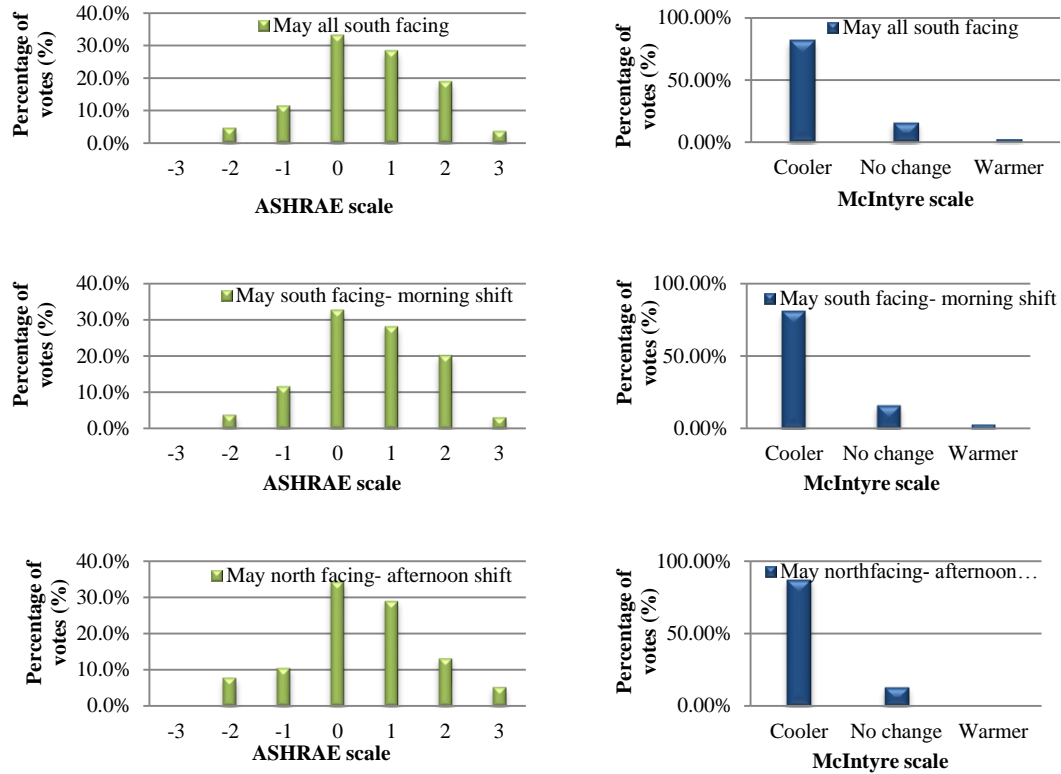 Percentage of
votes (%)
40.0%
30.0%
20.0%
10.0%
0.0%
May all south facing
-3 -2 -1 0 1 2 3
ASHRAE scale
Percentage of
votes (%)
100.00%
50.00%
0.00%
May all south facing
Cooler No change Warmer
McIntyre scale
Percentage of
votes (%)
40.0%
30.0%
20.0%
10.0%
0.0%
May south facing- morning shift
-3 -2 -1 0 1 2 3
ASHRAE scale
Percentage of
votes (%)
100.00%
50.00%
0.00%
May south facing- morning shift
Cooler No change Warmer
McIntyre scale
Percentage of
votes (%)
40.0%
30.0%
20.0%
10.0%
0.0%
May north facing- afternoon shift
-3 -2 -1 0 1 2 3
ASHRAE scale
Percentage of
votes (%)
100.00%
50.00%
0.00%
May northfacing- afternoon…
Cooler No change Warmer
McIntyre scale